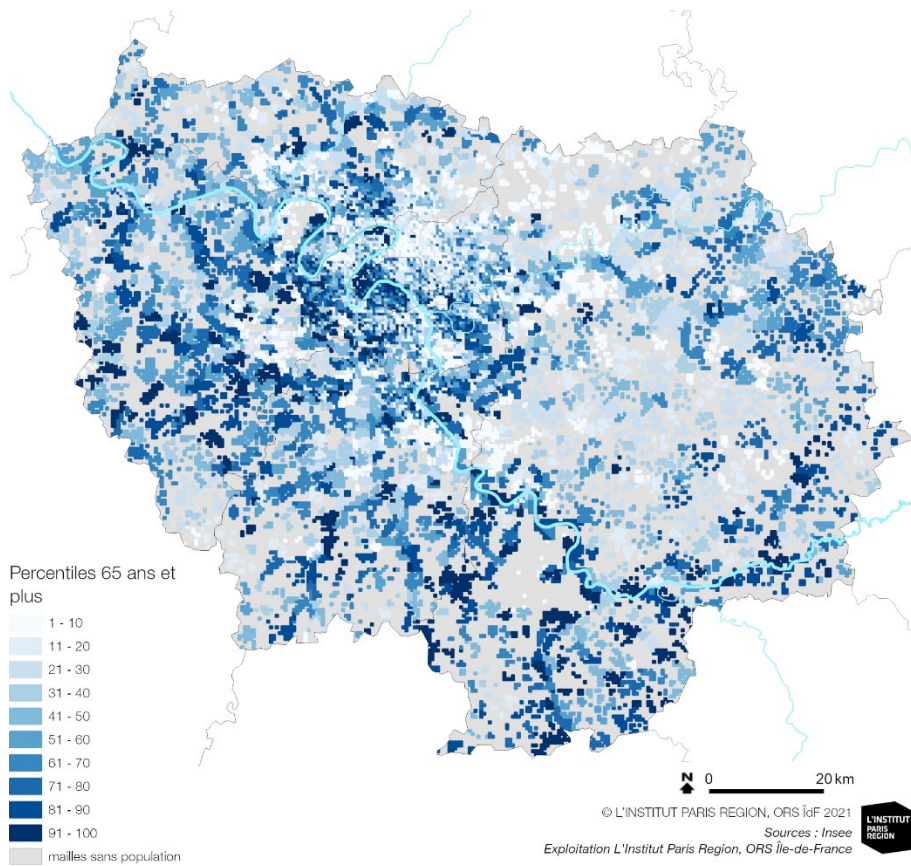 Percentiles 65 ans et
plus
1 - 10
11 - 20
21 - 30
31 - 40
41 - 50
51 - 60
61 - 70
71 - 80
81 - 90
91 - 100
mailles sans population
N 0 20 km
© L'INSTITUT PARIS REGION, ORS ÎdF 2021
Sources : Insee
Exploitation L'Institut Paris Region, ORS Île-de-France
L'INSTITUT
PARIS
REGION